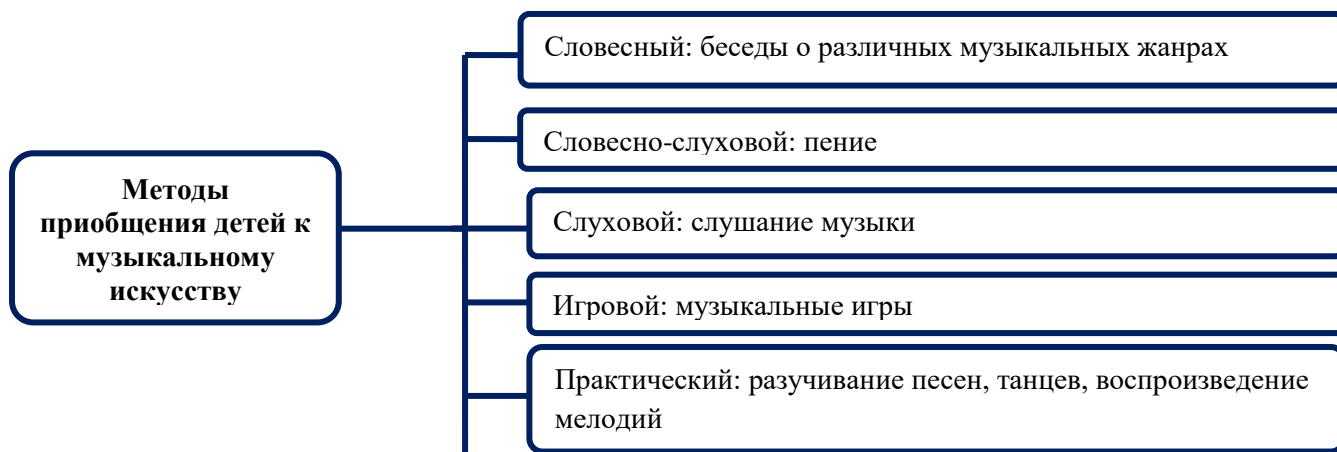 Методы
приобщения детей к
музыкальному
искусству
Словесный: беседы о различных музыкальных жанрах
Словесно-слуховой: пение
Слуховой: слушание музыки
Игровой: музыкальные игры
Практический: разучивание песен, танцев, воспроизведение
мелодий